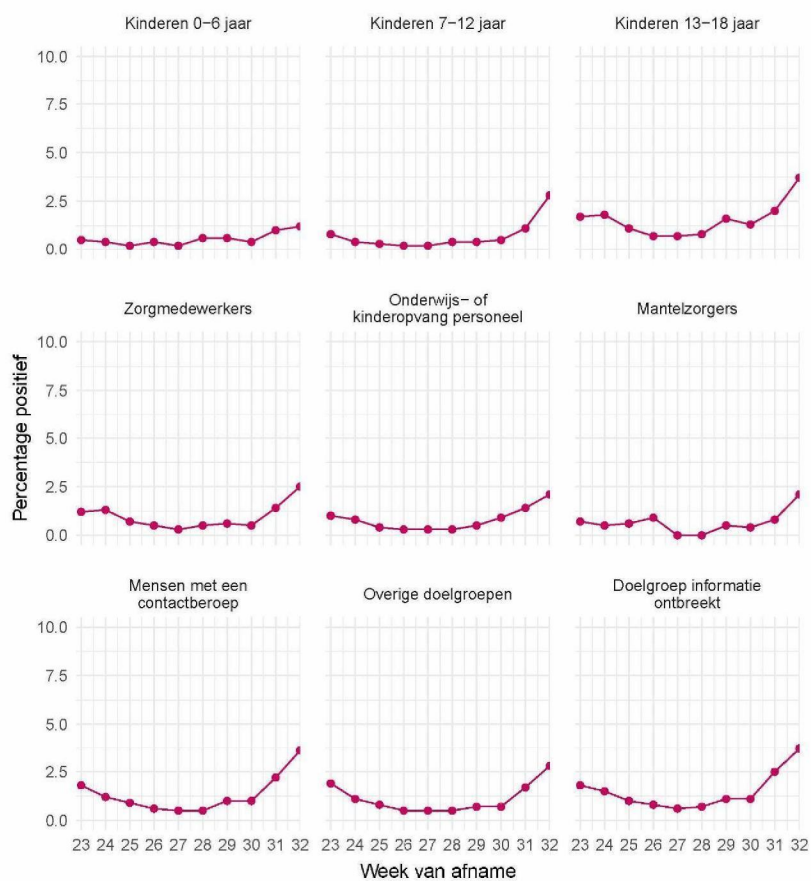 Kinderen 0−6 jaar
Kinderen 7−12 jaar
Kinderen 13−18 jaar
10.0
7.5
5.0
2.5
0.0
Zorgmedewerkers
Onderwijs− of
kinderopvang personeel
Mantelzorgers
10.0
7.5
5.0
2.5
0.0
Percentage positief
Mensen met een
contactberoep
Overige doelgroepen
Doelgroep informatie
ontbreekt
10.0
7.5
5.0
2.5
0.0
23 24 25 26 27 28 29 30 31 32
23 24 25 26 27 28 29 30 31 32
23 24 25 26 27 28 29 30 31 32
Week van afname